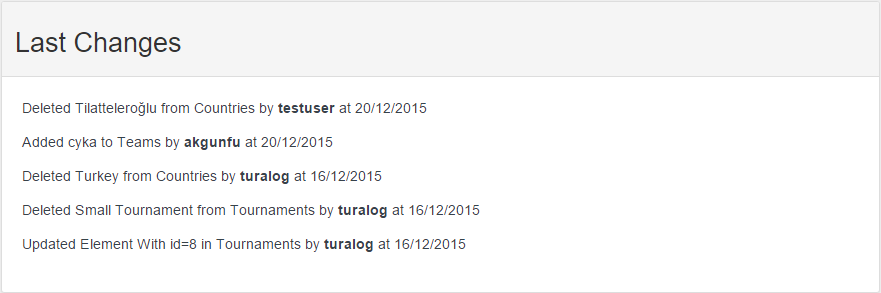 Last Changes
Deleted Tilatteleroğlu from Countries by testuser at 20/12/2015
Added cyka to Teams by akgunfu at 20/12/2015
Deleted Turkey from Countries by turalog at 16/12/2015
Deleted Small Tournament from Tournaments by turalog at 16/12/2015
Updated Element With id=8 in Tournaments by turalog at 16/12/2015